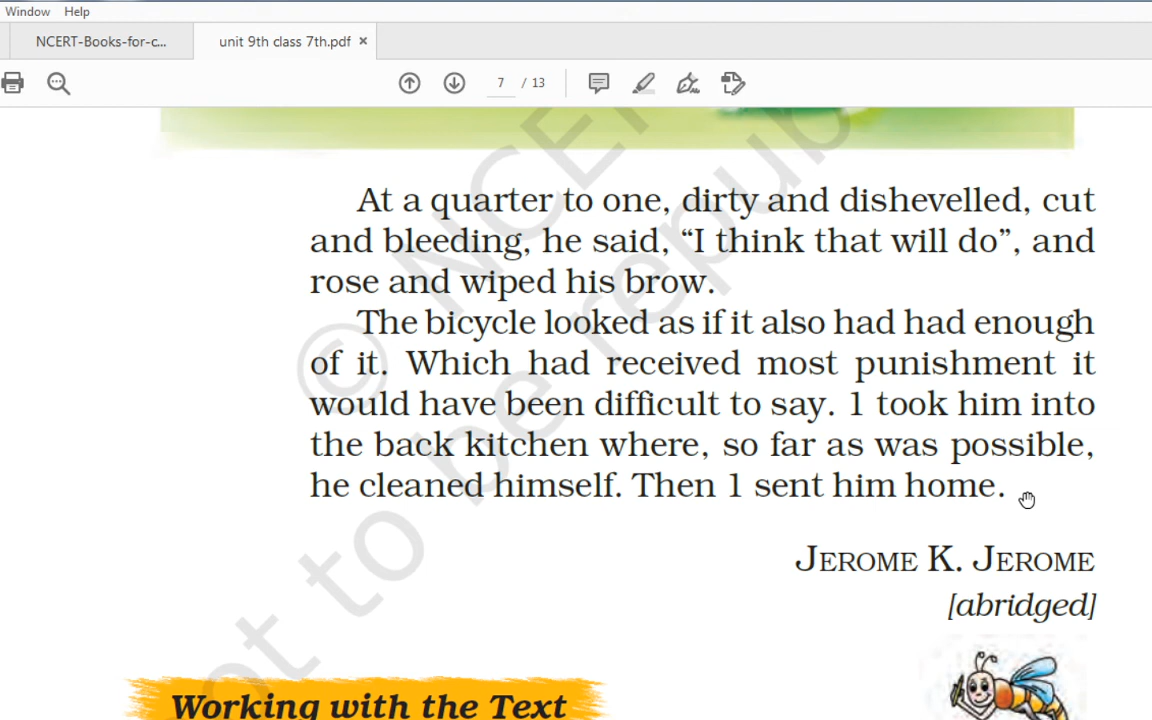 Window Help
NCERT-Books-for-c... unit 9th class 7th.pdf ×
7 / 13
At a quarter to one, dirty and dishevelled, cut
and bleeding, he said, “I think that will do”, and
rose and wiped his brow.
The bicycle looked as if it also had had enough
of it. Which had received most punishment it
would have been difficult to say. 1 took him into
the back kitchen where, so far as was possible,
he cleaned himself. Then 1 sent him home.
JEROME K. JEROME
[abridged]
Working with the Text